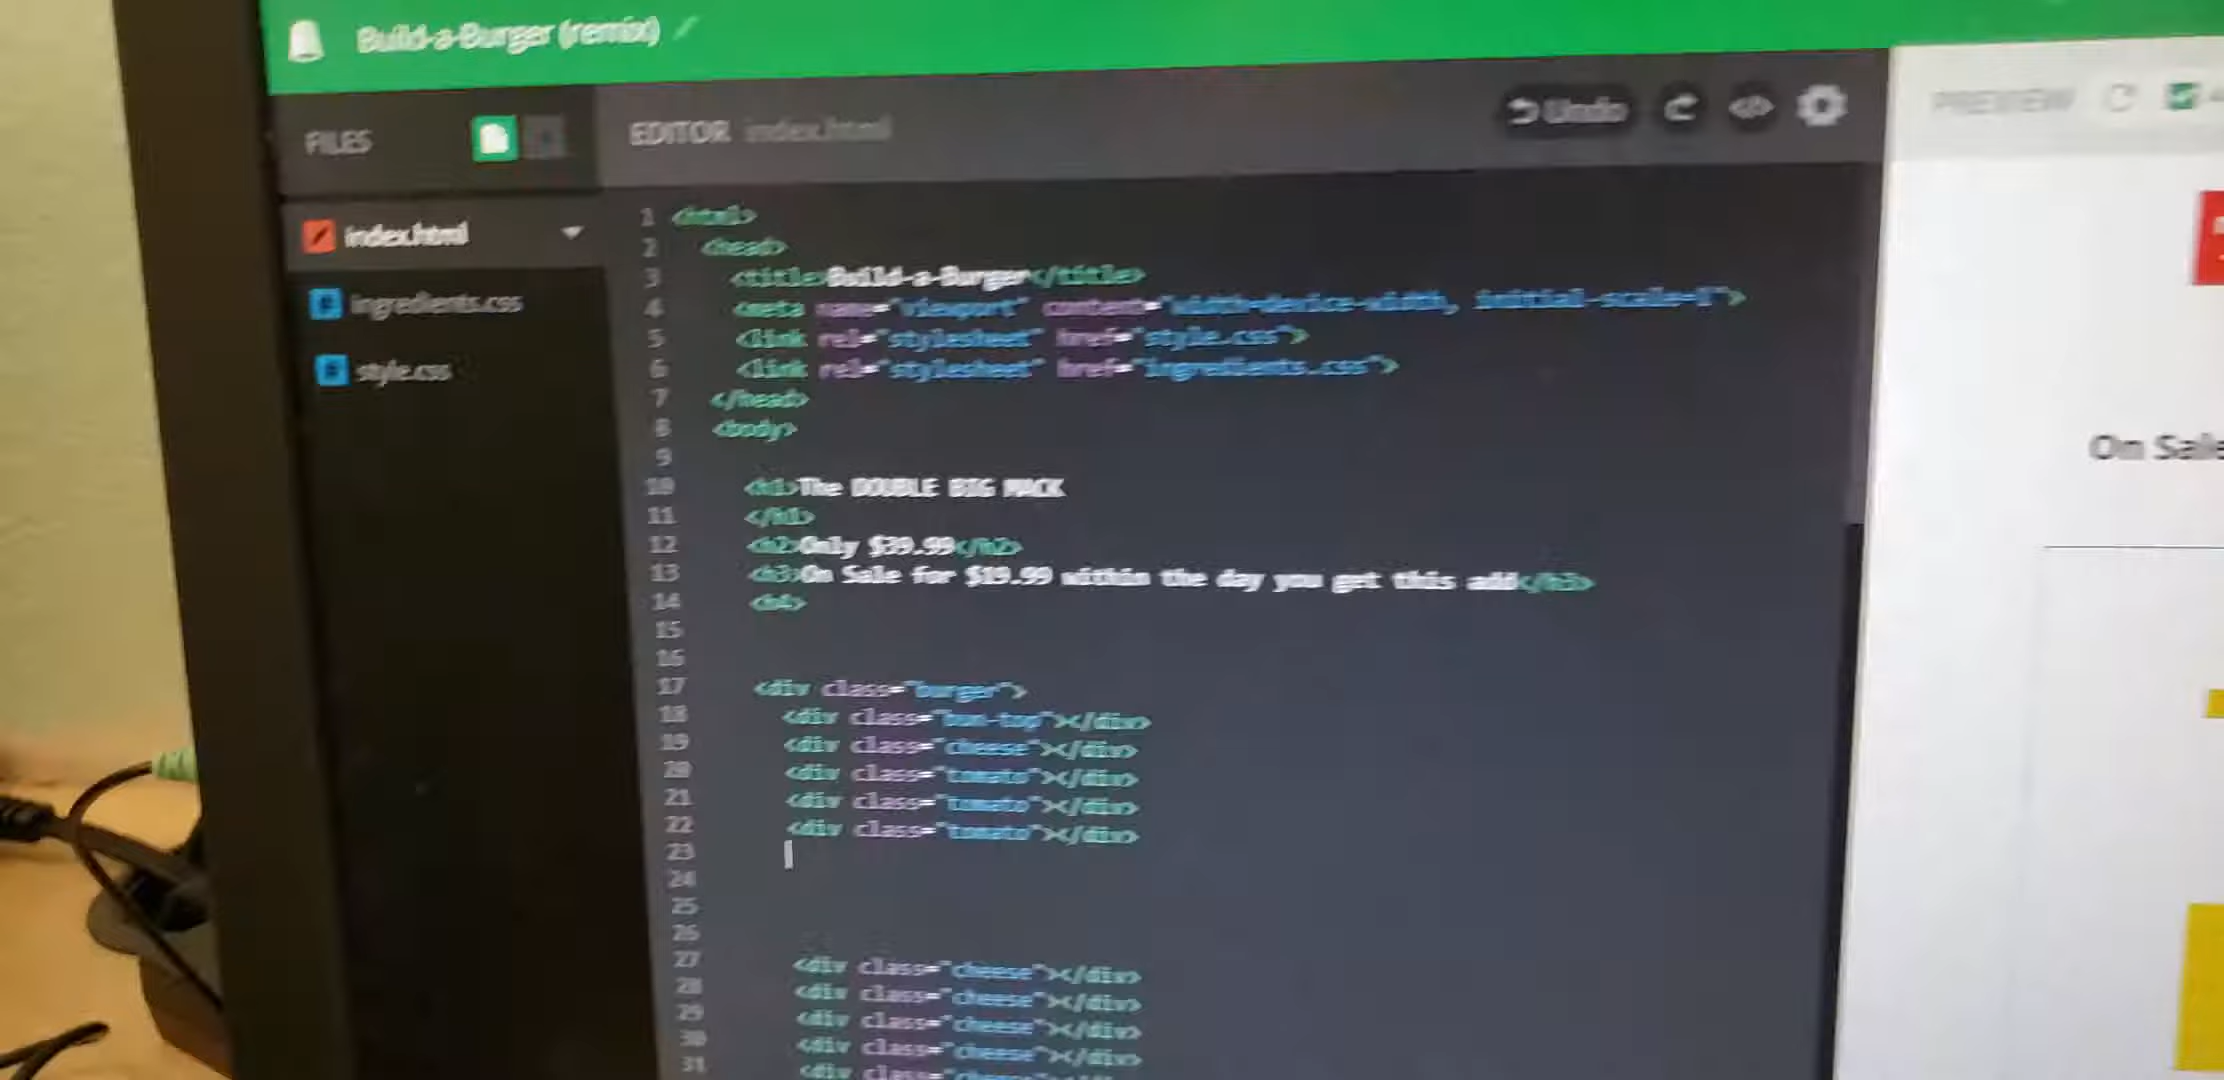 Build-a-Burger (remix)
FILES
EDITOR index.html
Undo
</>
PREVIEW
index.html
ingredients.css
style.css
1 <html>
2 <head>
3 <title>Build-a-Burger</title>
4 <meta name="viewport" content="width=device-width, initial-scale=1">
5 <link rel="stylesheet" href="style.css">
6 <link rel="stylesheet" href="ingredients.css">
7 </head>
8 <body>
9
10 <h1>The DOUBLE BIG MACK
11 </h1>
12 <h2>Only $39.99</h2>
13 <h3>On Sale for $19.99 within the day you get this add</h3>
14 <h4>
15
16
17 <div class="burger">
18 <div class="bun-top"></div>
19 <div class="cheese"></div>
20 <div class="tomato"></div>
21 <div class="tomato"></div>
22 <div class="tomato"></div>
23
24
25
26
27 <div class="cheese"></div>
28 <div class="cheese"></div>
29 <div class="cheese"></div>
30 <div class="cheese"></div>
31 <div class="cheese"></div>
On Sale